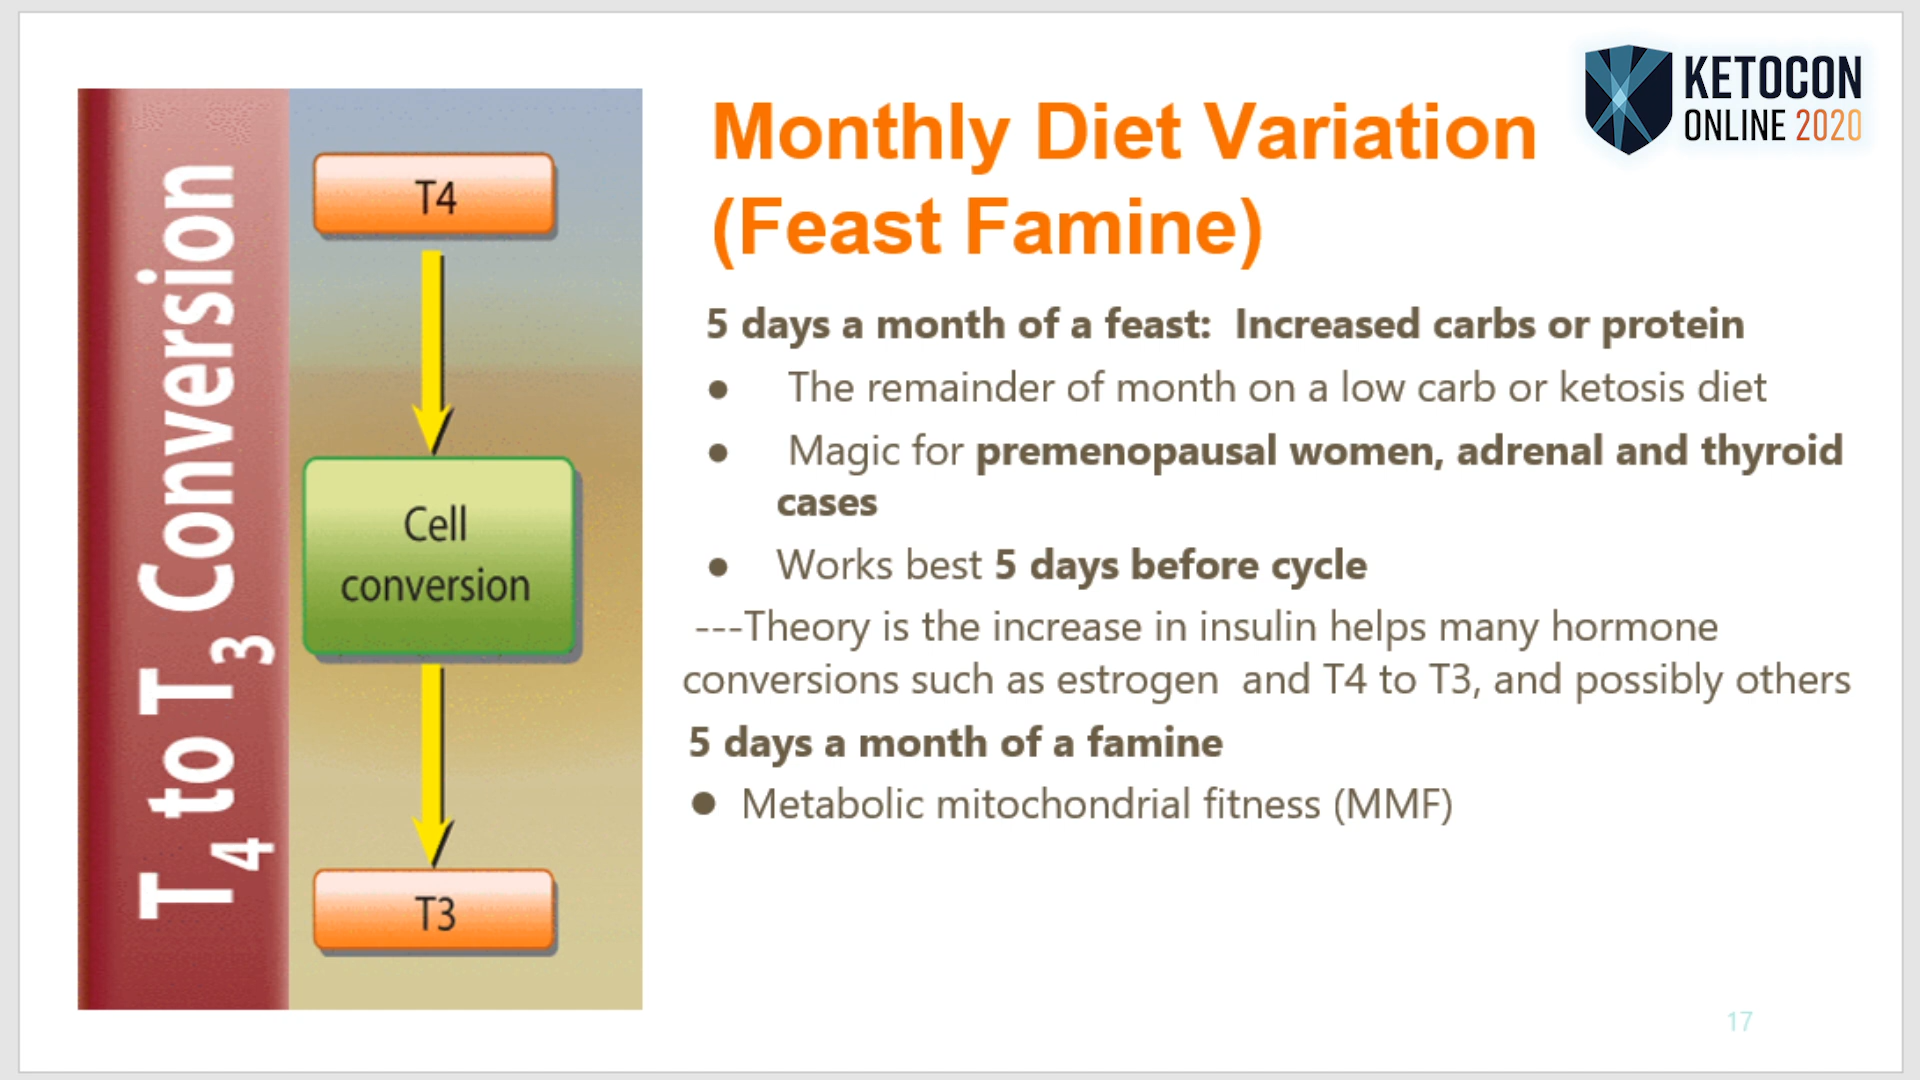 KETOCON
ONLINE 2020
T4 to T3 Conversion
T4
Cell
conversion
T3
Monthly Diet Variation
(Feast Famine)
5 days a month of a feast:  Increased carbs or protein
●  The remainder of month on a low carb or ketosis diet
●  Magic for premenopausal women, adrenal and thyroid
cases
●  Works best 5 days before cycle
---Theory is the increase in insulin helps many hormone
conversions such as estrogen  and T4 to T3, and possibly others
5 days a month of a famine
●  Metabolic mitochondrial fitness (MMF)
17